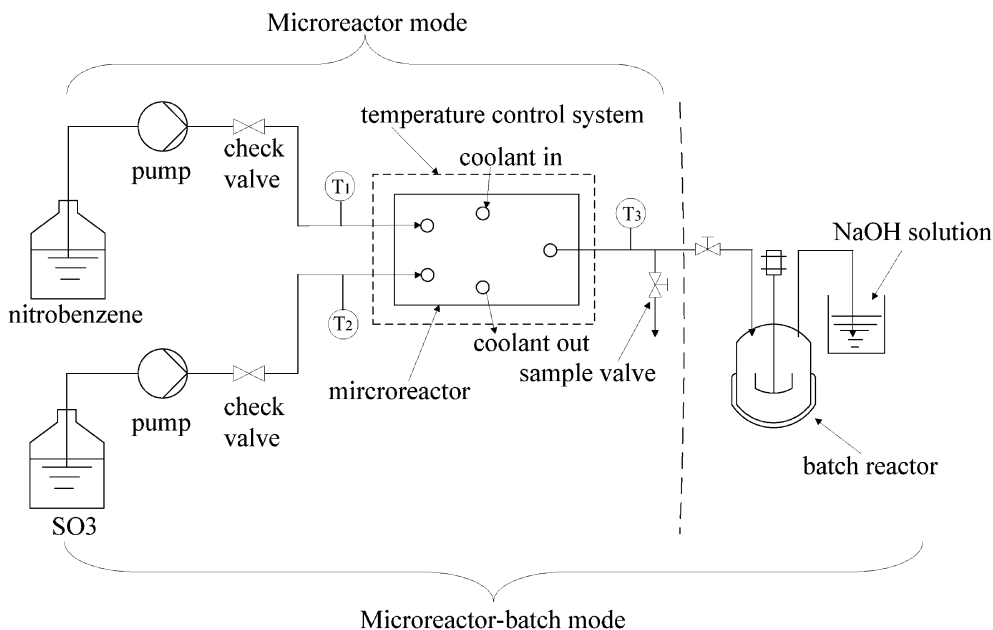 Microreactor mode
temperature control system
coolant in
check
valve
pump
T1
T3
NaOH solution
nitrobenzene
T2
coolant out
sample valve
mircroreactor
check
valve
pump
batch reactor
SO3
Microreactor-batch mode